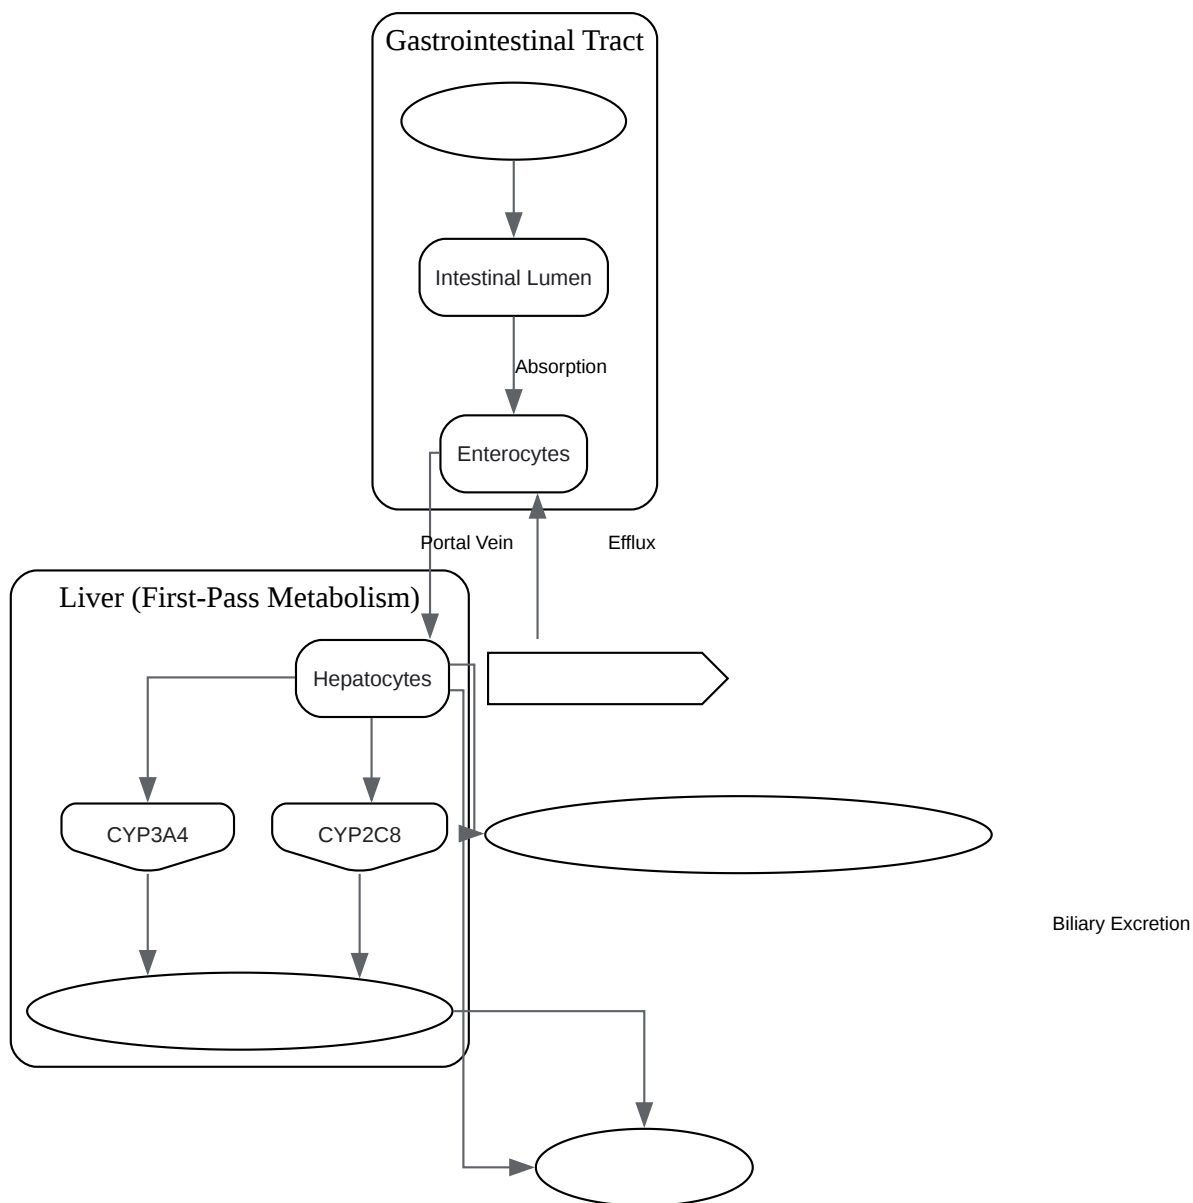 Gastrointestinal Tract
Intestinal Lumen
Absorption
Enterocytes
Portal Vein
Efflux
Liver (First-Pass Metabolism)
Hepatocytes
CYP3A4
CYP2C8
Biliary Excretion